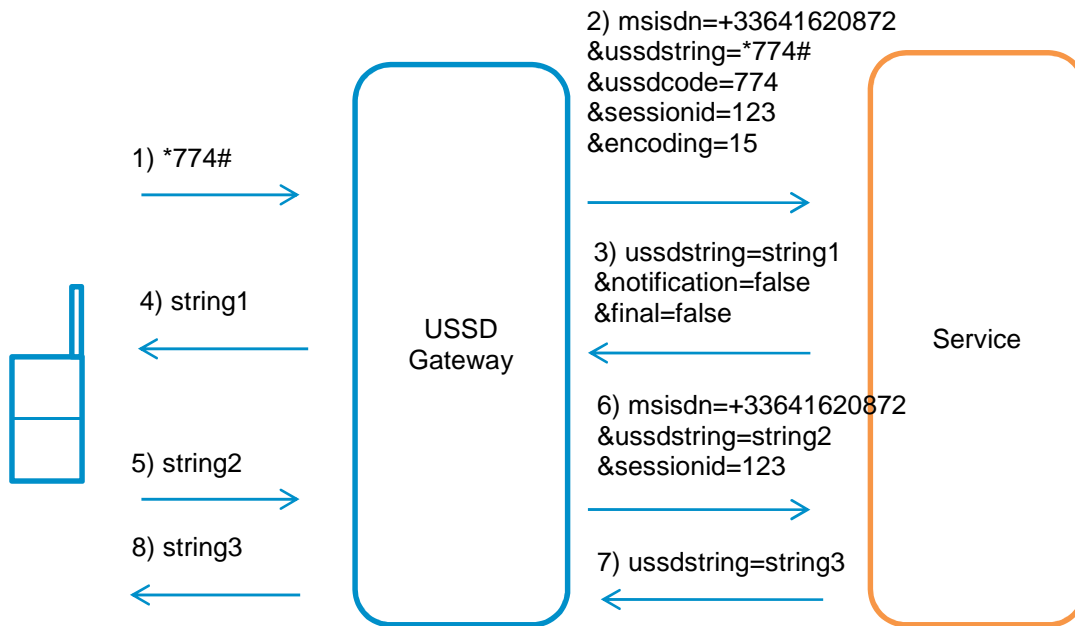 2) msisdn=+33641620872
&ussdstring=*774#
&ussdcode=774
&sessionid=123
&encoding=15
1) *774#
3) ussdstring=string1
&notification=false
&final=false
4) string1
USSD
Gateway
Service
6) msisdn=+33641620872
&ussdstring=string2
&sessionid=123
5) string2
8) string3
7) ussdstring=string3